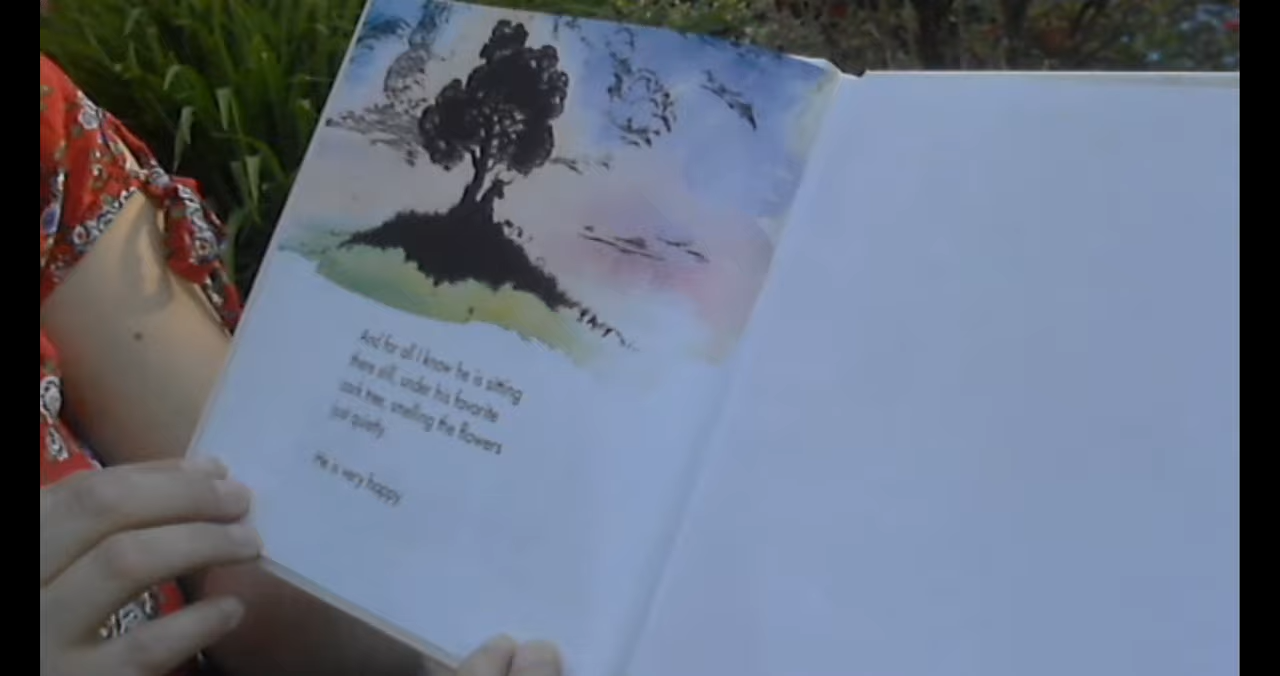 And for all I know he is sitting
there still, under his favorite
cork tree, smelling the flowers
just quietly.
He is very happy.